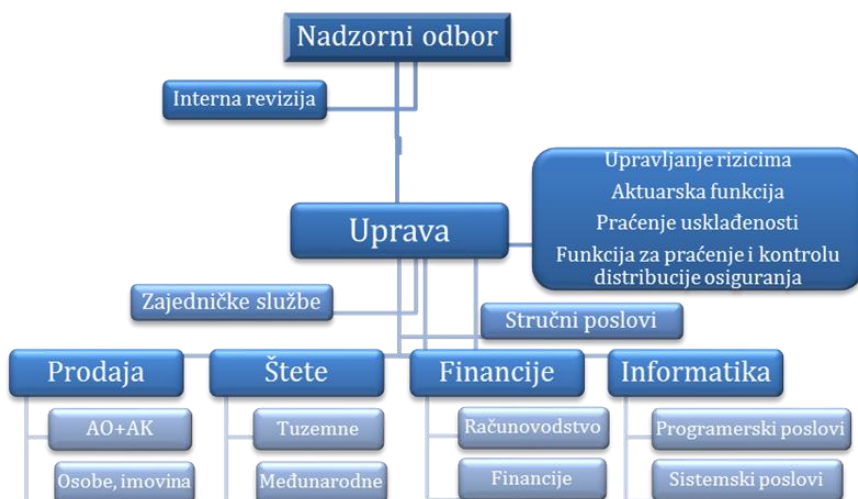 Nadzorni odbor
Interna revizija
Upravljanje rizicima
Aktuarska funkcija
Praćenje usklađenosti
Funkcija za praćenje i kontrolu
distribucije osiguranja
Uprava
Zajedničke službe
Stručni poslovi
Prodaja
Štete
Financije
Informatika
AO+AK
Tuzemne
Računovodstvo
Programerski poslovi
Osobe, imovina
Međunarodne
Financije
Sistemski poslovi